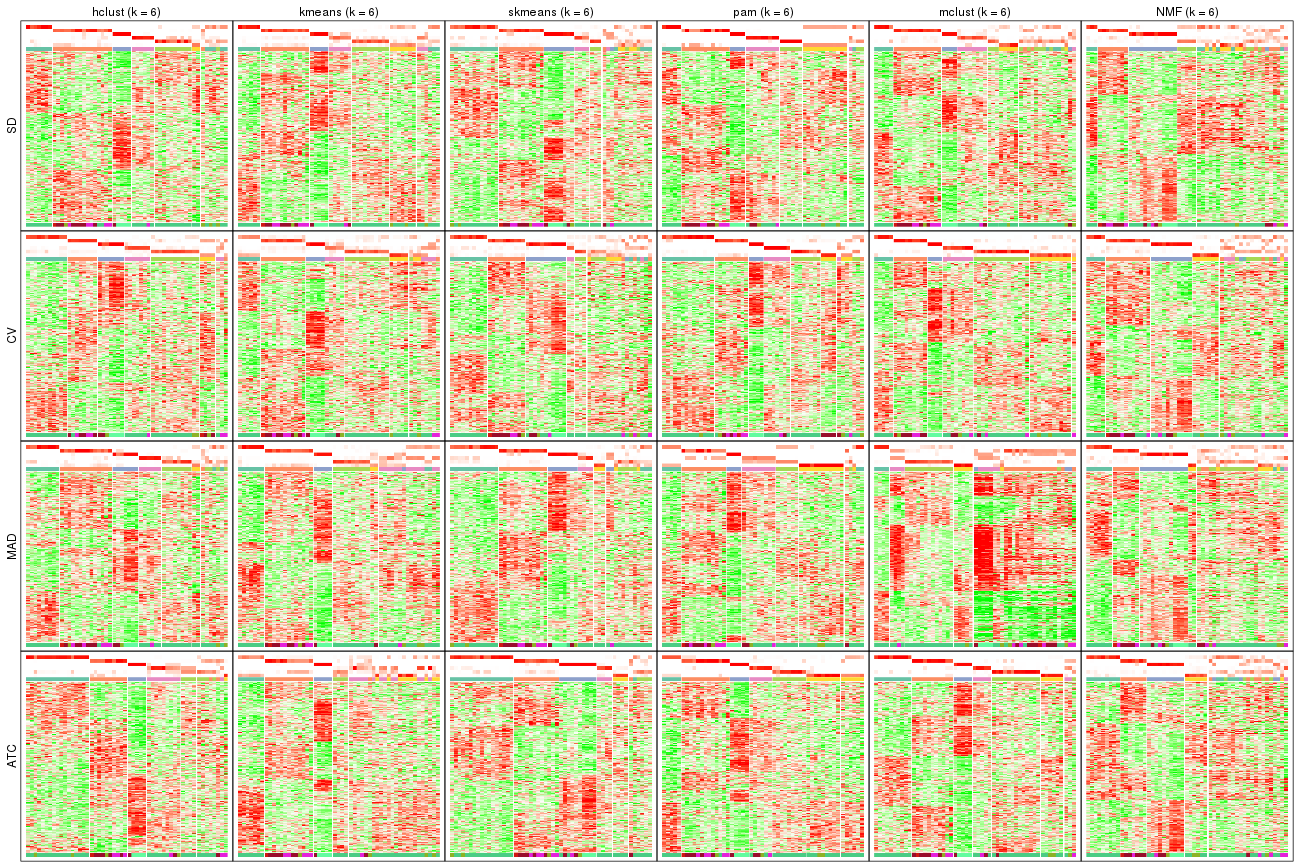 hclust (k = 6) kmeans (k = 6) skmeans (k = 6) pam (k = 6) mclust (k = 6) NMF (k = 6)
SD
CV
MAD
ATC